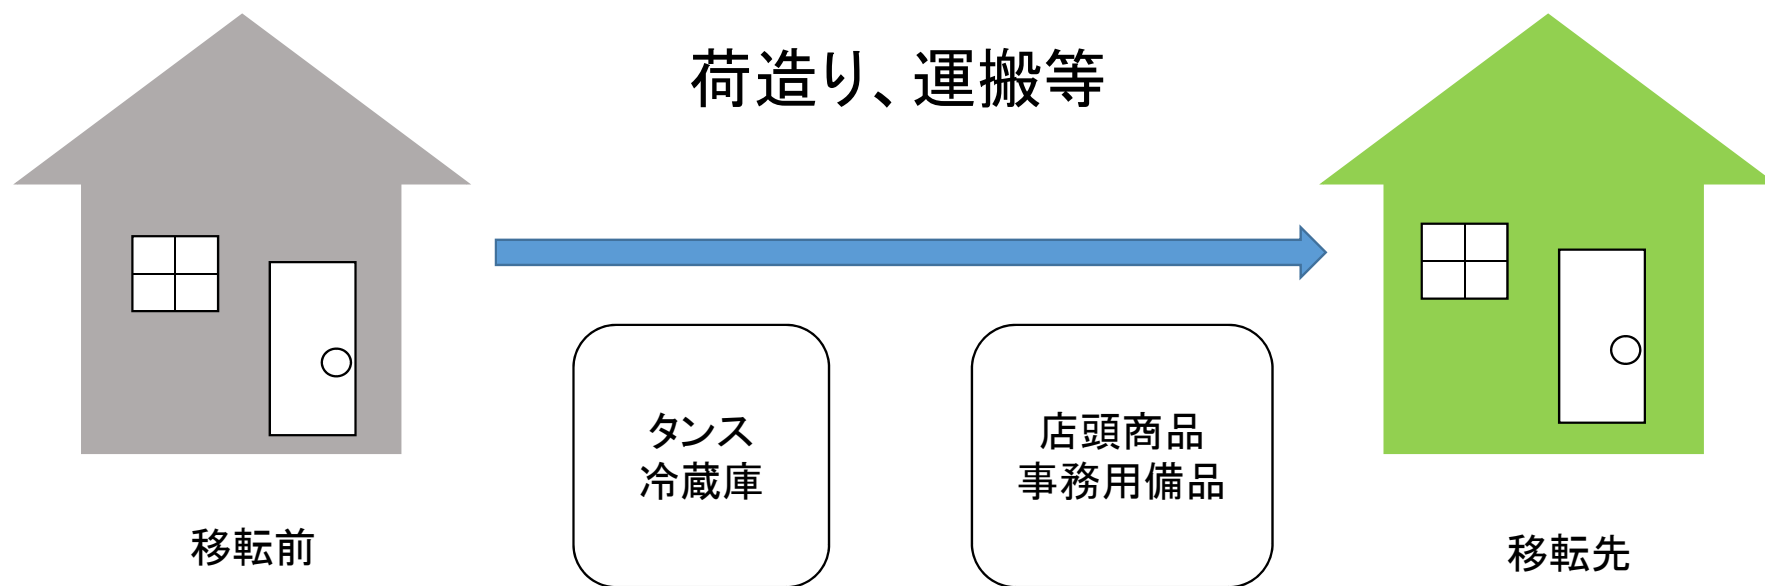 荷造り、運搬等
タンス
冷蔵庫
店頭商品
事務用備品
移転前
移転先